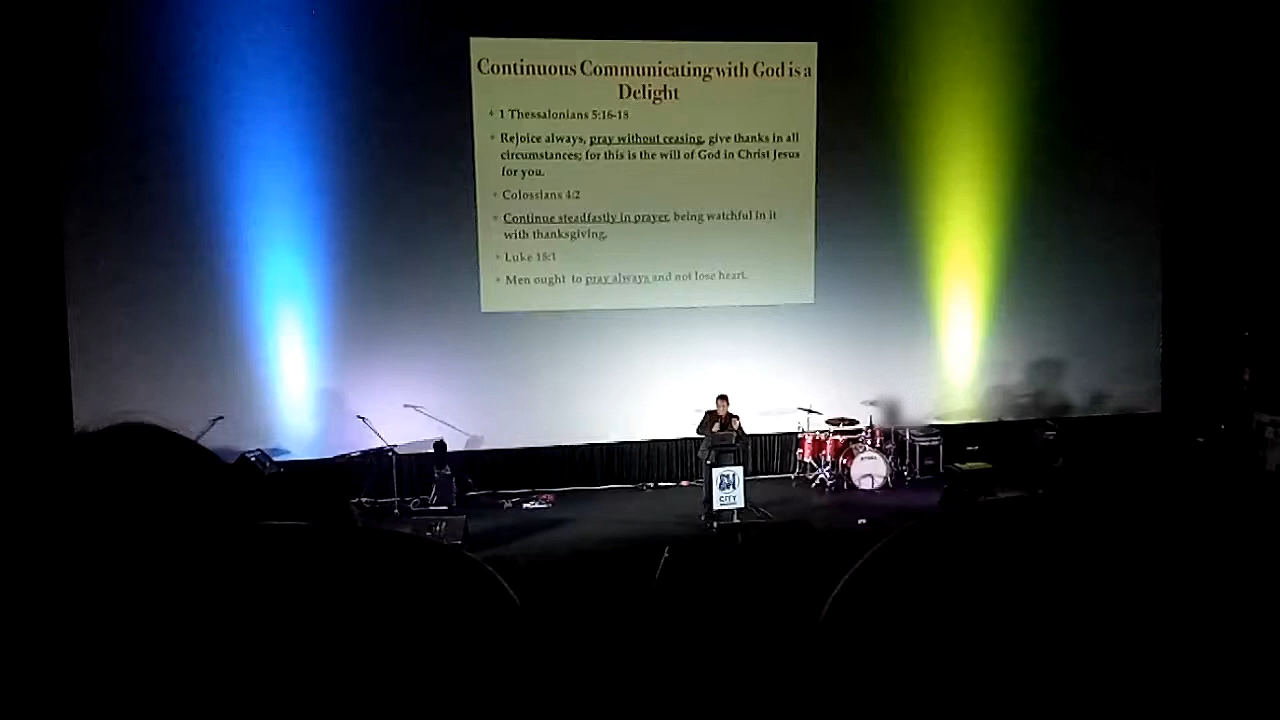 Continuous Communicating with God is a
Delight
1 Thessalonians 5:16-18
Rejoice always, pray without ceasing, give thanks in all
circumstances; for this is the will of God in Christ Jesus
for you.
Colossians 4:2
Continue steadfastly in prayer, being watchful in it
with thanksgiving.
Luke 18:1
Men ought to pray always and not lose heart.
SM
CITY